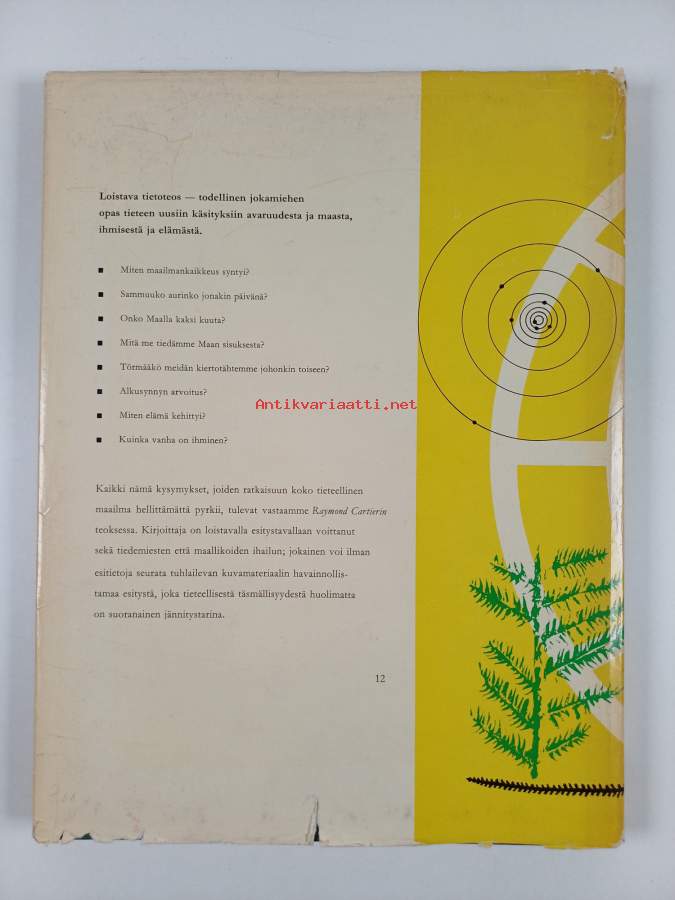 Loistava tietoteos — todellinen jokamiehen
opas tieteen uusiin käsityksiin avaruudesta ja maasta,
ihmisestä ja elämästä.
■ Miten maailmankaikkeus syntyi?
■ Sammuuko aurinko jonakin päivänä?
■ Onko Maalla kaksi kuuta?
■ Mitä me tiedämme Maan sisuksesta?
■ Törmääkö meidän kiertotähtemme johonkin toiseen?
■ Alkusynnyn arvoitus?
Antikvariaatti.net
■ Miten elämä kehittyi?
■ Kuinka vanha on ihminen?
Kaikki nämä kysymykset, joiden ratkaisuun koko tieteellinen
maailma hellittämättä pyrkii, tulevat vastaamme Raymond Cartierin
teoksessa. Kirjoittaja on loistavalla esitystavallaan voittanut
sekä tiedemiesten että maallikoiden ihailun; jokainen voi ilman
esitietoja seurata tuhlailevan kuvamateriaalin havainnollis-
tamaa esitystä, joka tieteellisestä täsmällisyydestä huolimatta
on suoranainen jännitystarina.
12